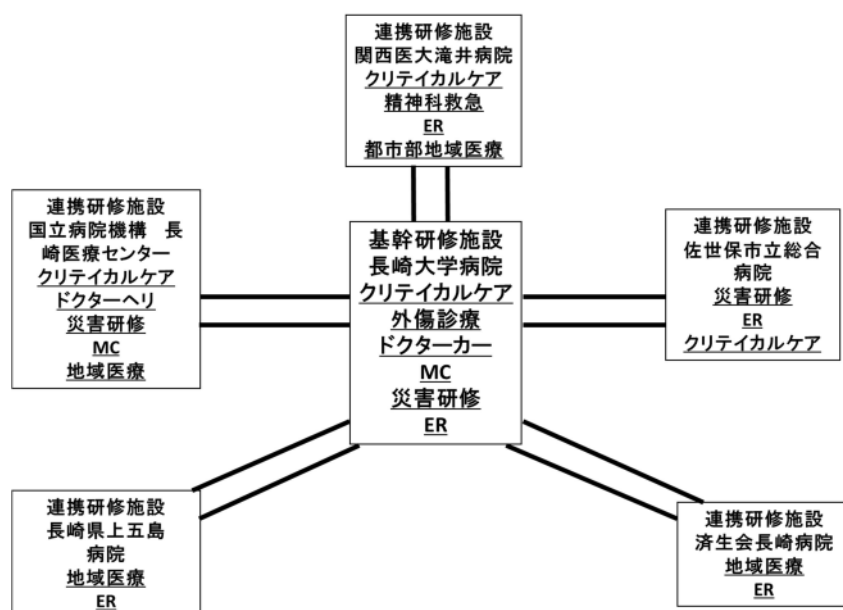 連携研修施設
関西医大滝井病院
クリテイカルケア
精神科救急
ER
都市部地域医療
連携研修施設
国立病院機構　長
崎医療センター
クリテイカルケア
ドクターヘリ
災害研修
MC
地域医療
基幹研修施設
長崎大学病院
クリテイカルケア
外傷診療
ドクターカー
MC
災害研修
ER
連携研修施設
佐世保市立総合
病院
災害研修
ER
クリテイカルケア
連携研修施設
長崎県上五島
病院
地域医療
ER
連携研修施設
済生会長崎病院
地域医療
ER